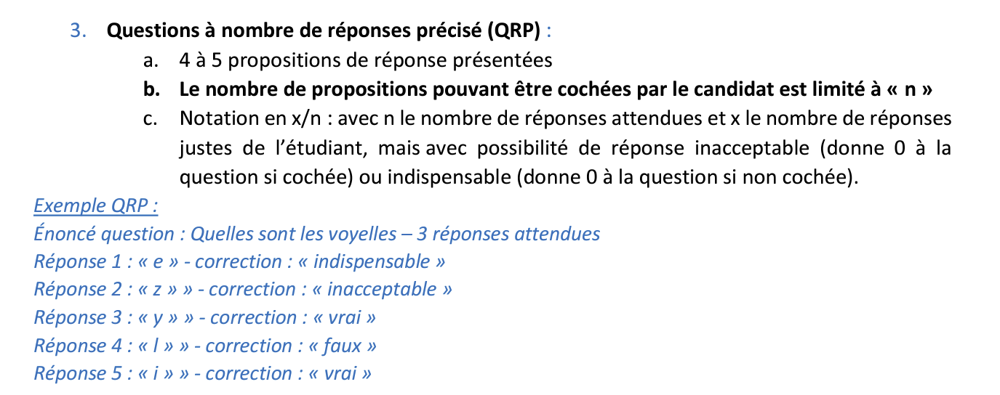 3. Questions à nombre de réponses précisé (QRP) :
a. 4 à 5 propositions de réponse présentées
b. Le nombre de propositions pouvant être cochées par le candidat est limité à « n »
c. Notation en x/n : avec n le nombre de réponses attendues et x le nombre de réponses
justes de l’étudiant, mais avec possibilité de réponse inacceptable (donne 0 à la
question si cochée) ou indispensable (donne 0 à la question si non cochée).
Exemple QRP :
Énoncé question : Quelles sont les voyelles – 3 réponses attendues
Réponse 1 : « e » - correction : « indispensable »
Réponse 2 : « z » » - correction : « inacceptable »
Réponse 3 : « y » » - correction : « vrai »
Réponse 4 : « l » » - correction : « faux »
Réponse 5 : « i » » - correction : « vrai »